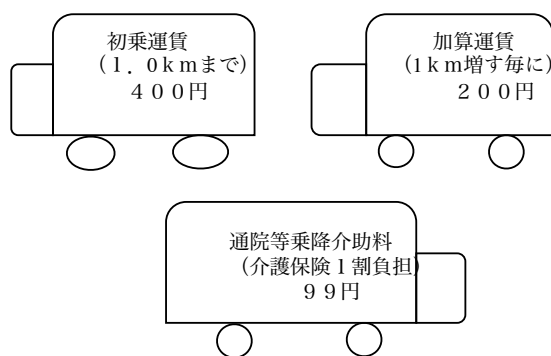 初乗運賃
（１．０ｋｍまで）
４００円
加算運賃
（1ｋｍ増す毎に）
２００円
通院等乗降介助料
（介護保険１割負担）
９９円